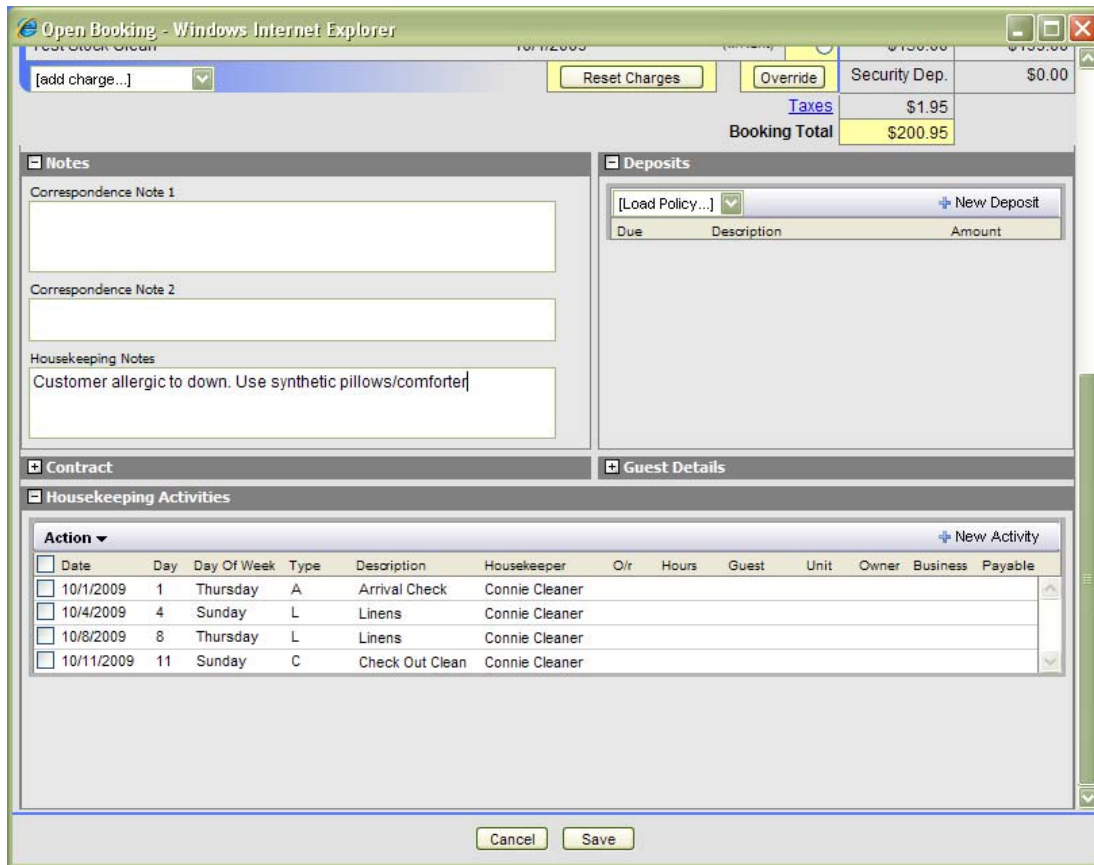 Open Booking - Windows Internet Explorer
[add charge...] Reset Charges Override Security Dep. $0.00
Taxes $1.95
Booking Total $200.95
Notes
Correspondence Note 1
Correspondence Note 2
Housekeeping Notes
Customer allergic to down. Use synthetic pillows/comforter
Deposits
[Load Policy...] New Deposit
Due Description Amount
Contract
Guest Details
Housekeeping Activities
Action New Activity
Date Day Day Of Week Type Description Housekeeper O/r Hours Guest Unit Owner Business Payable
10/1/2009 1 Thursday A Arrival Check Connie Cleaner
10/4/2009 4 Sunday L Linens Connie Cleaner
10/8/2009 8 Thursday L Linens Connie Cleaner
10/11/2009 11 Sunday C Check Out Clean Connie Cleaner
Cancel Save